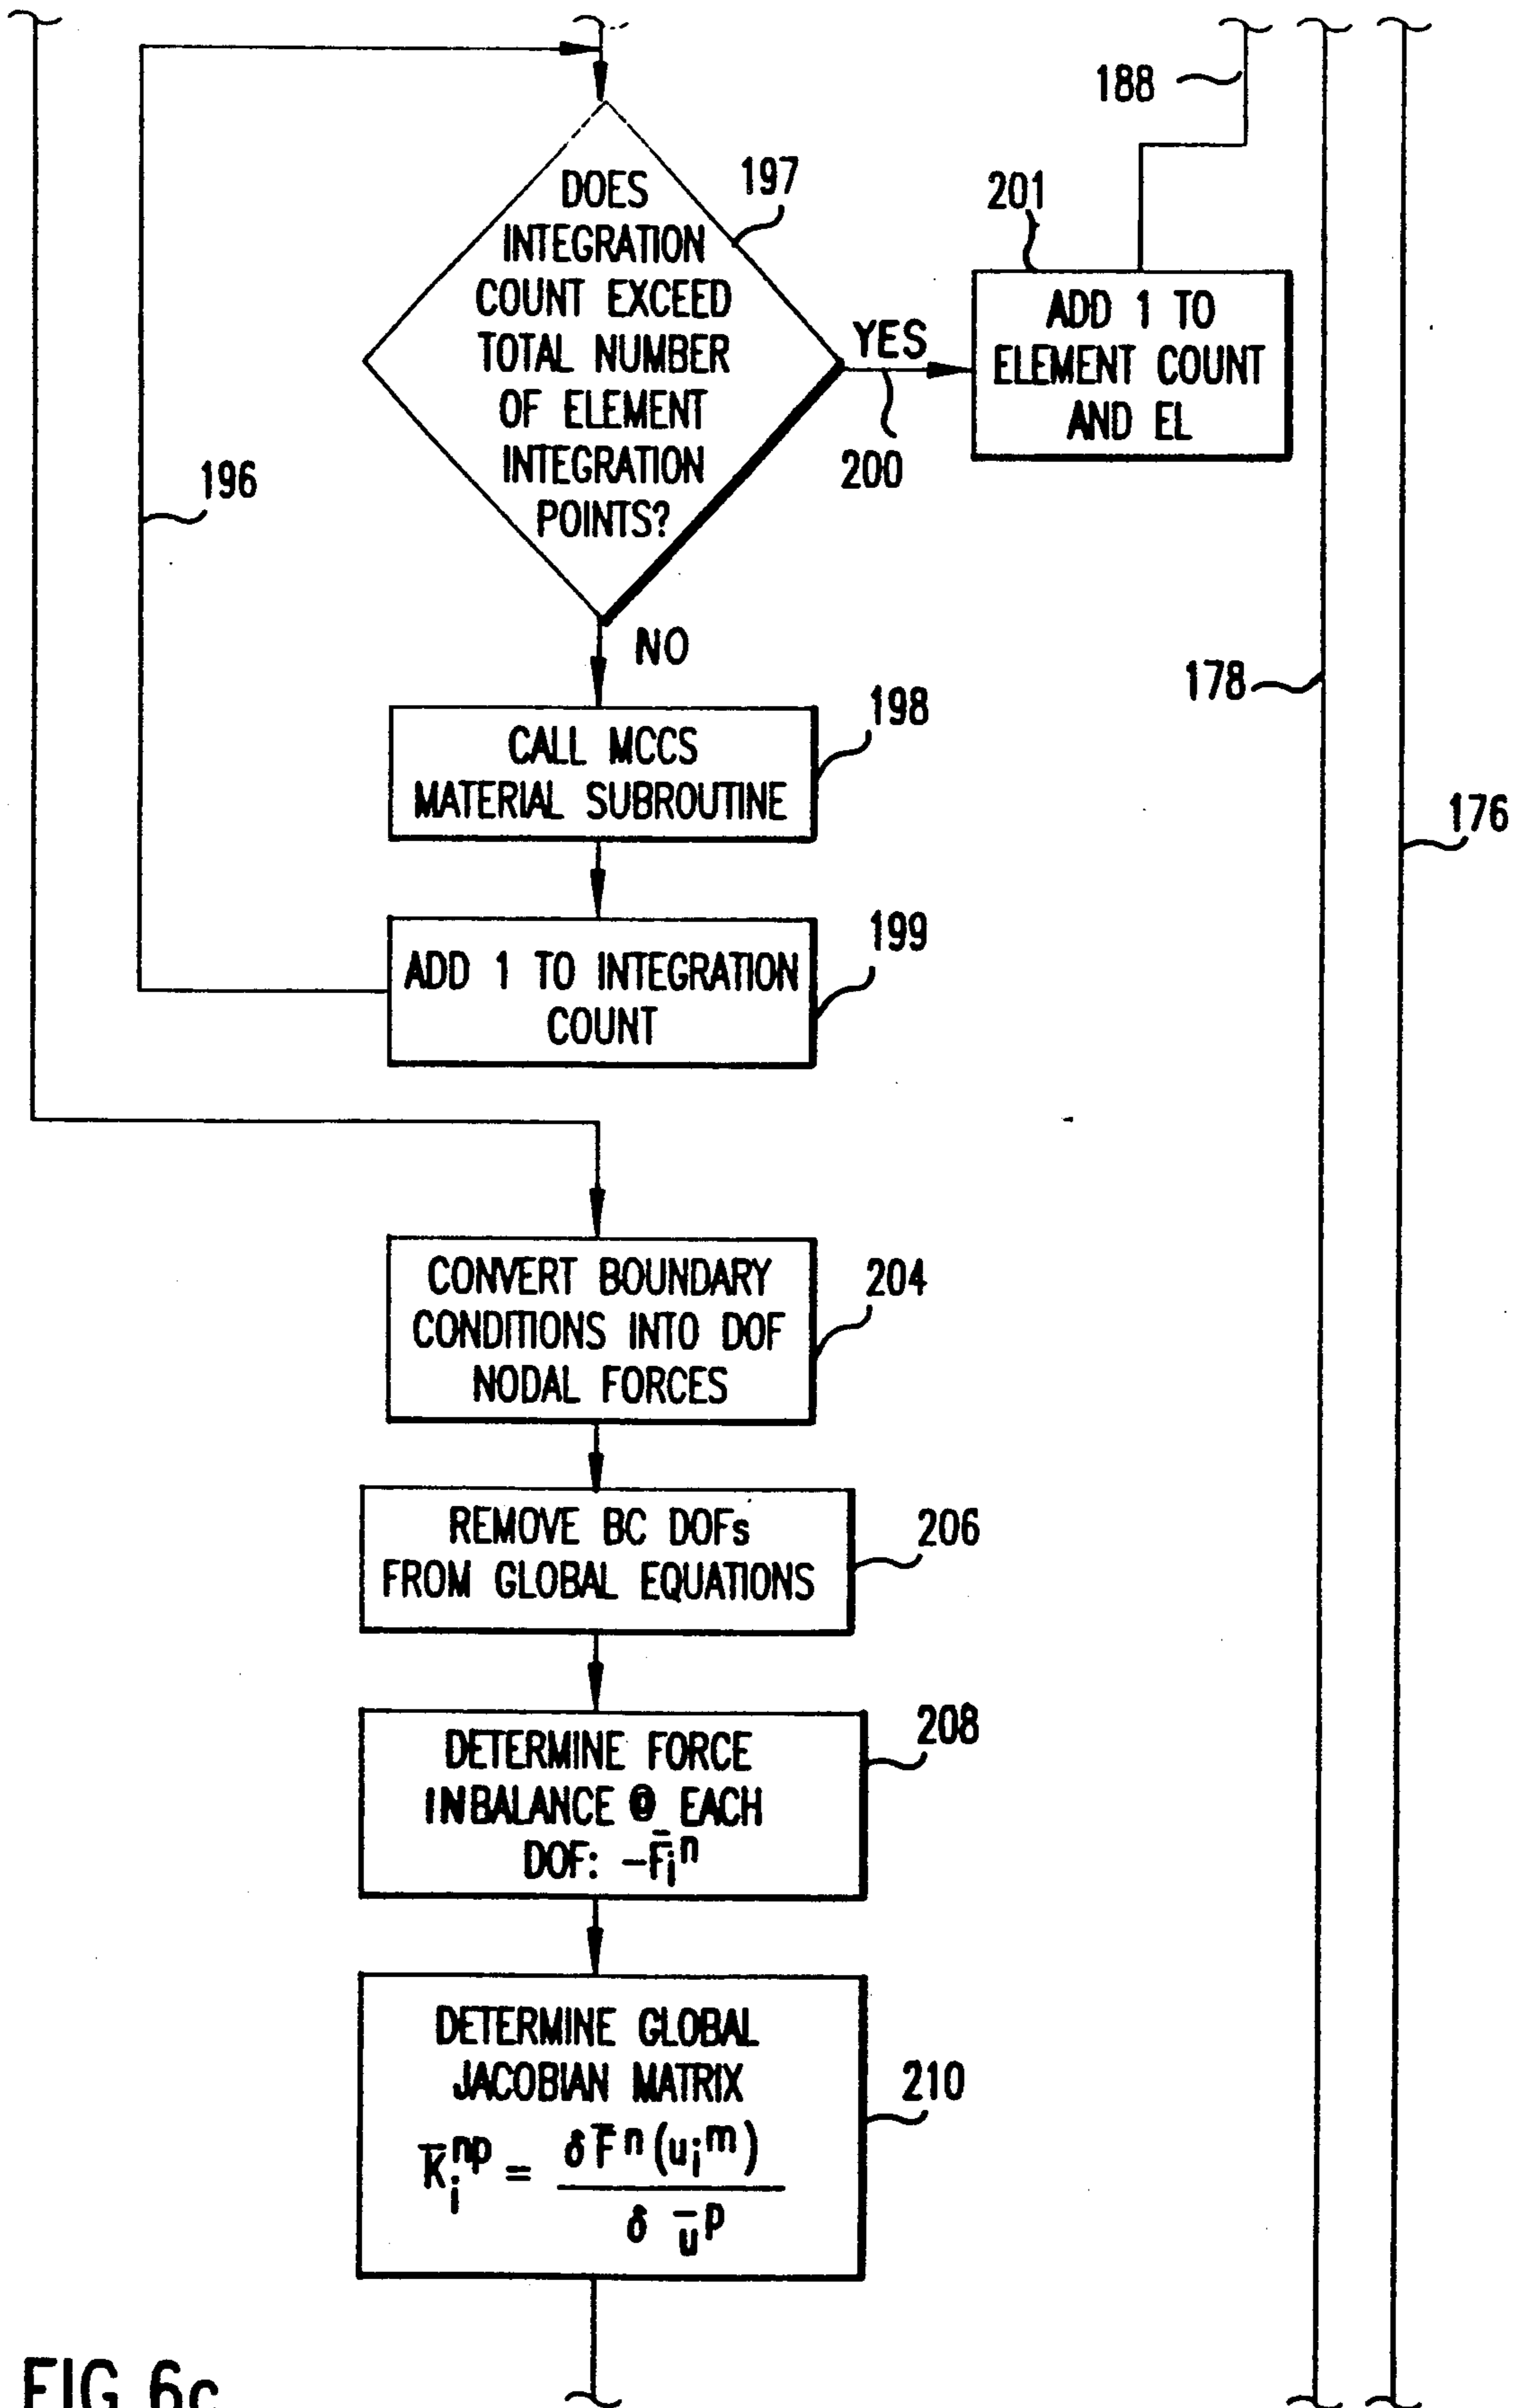 188
197
DOES
INTEGRATION
COUNT EXCEED
TOTAL NUMBER
OF ELEMENT
INTEGRATION
POINTS?
YES
200
201
ADD 1 TO
ELEMENT COUNT
AND EL
196
NO
178
176
198
CALL MCCS
MATERIAL SUBROUTINE
199
ADD 1 TO INTEGRATION
COUNT
204
CONVERT BOUNDARY
CONDITIONS INTO DOF
NODAL FORCES
206
REMOVE BC DOFs
FROM GLOBAL EQUATIONS
208
DETERMINE FORCE
INBALANCE @ EACH
DOF: −F̄ᵢⁿ
210
DETERMINE GLOBAL
JACOBIAN MATRIX
K̄ᵢⁿᵖ = δF̄ⁿ(uᵢᵐ)
δ ūᵖ
FIG. 6c